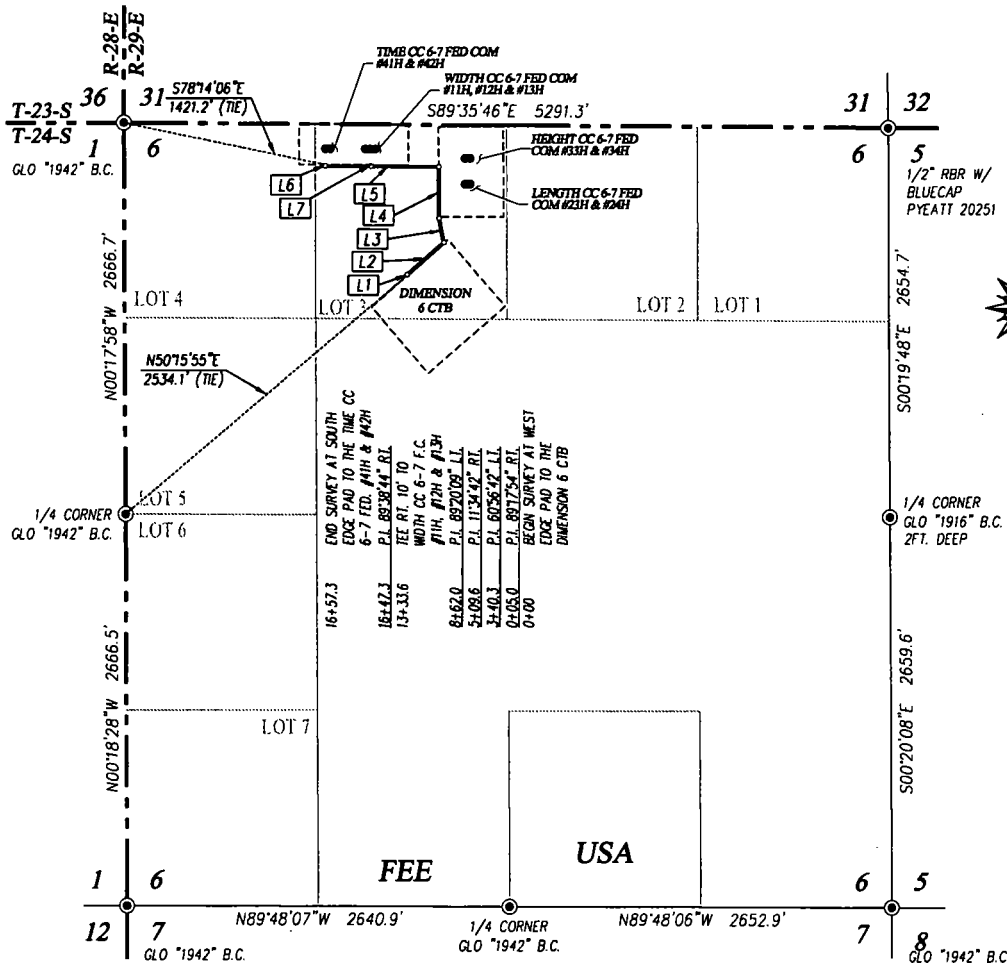 R-28-E
R-29-E
TIME CC 6-7 FED COM
#41H & #42H
WIDTH CC 6-7 FED COM
#11H, #12H & #13H
S78°14'06"E
1421.2' (TIE)
S89°35'46"E 5291.3'
36
31
31
32
T-23-S
T-24-S
1
6
6
5
GLO "1942" B.C.
HEIGHT CC 6-7 FED
COM #33H & #34H
LENGTH CC 6-7 FED
COM #23H & #24H
1/2" RBR W/
BLUECAP
PYEATT 20251
L6
L7
L5
L4
L3
L2
L1
N00°17'58"W 2666.7'
S00°19'48"E 2654.7'
DIMENSION
6 CTB
LOT 4
LOT 3
LOT 2
LOT 1
N50°15'55"E
2534.1' (TIE)
LOT 5
LOT 6
1/4 CORNER
GLO "1942" B.C.
1/4 CORNER
GLO "1916" B.C.
2FT. DEEP
16+57.3 END SURVEY AT SOUTH
EDGE PAD TO THE TIME CC
6-7 FED. #41H & #42H
16+47.3 P.I. 89°38'44" RT.
13+33.6 TEE RT. 10' TO
WIDTH CC 6-7 F.C.
#11H, #12H & #13H
8+62.0 P.I. 89°20'09" LT.
5+09.6 P.I. 11°34'42" RT.
3+40.3 P.I. 60°56'42" LT.
0+05.0 P.I. 89°17'54" RT.
0+00 BEGIN SURVEY AT WEST
EDGE PAD TO THE
DIMENSION 6 CTB
N00°18'28"W 2666.5'
S00°20'08"E 2659.6'
LOT 7
FEE
USA
1
6
6
5
N89°48'07"W 2640.9'
N89°48'06"W 2652.9'
12
7
7
8
GLO "1942" B.C.
1/4 CORNER
GLO "1942" B.C.
GLO "1942" B.C.